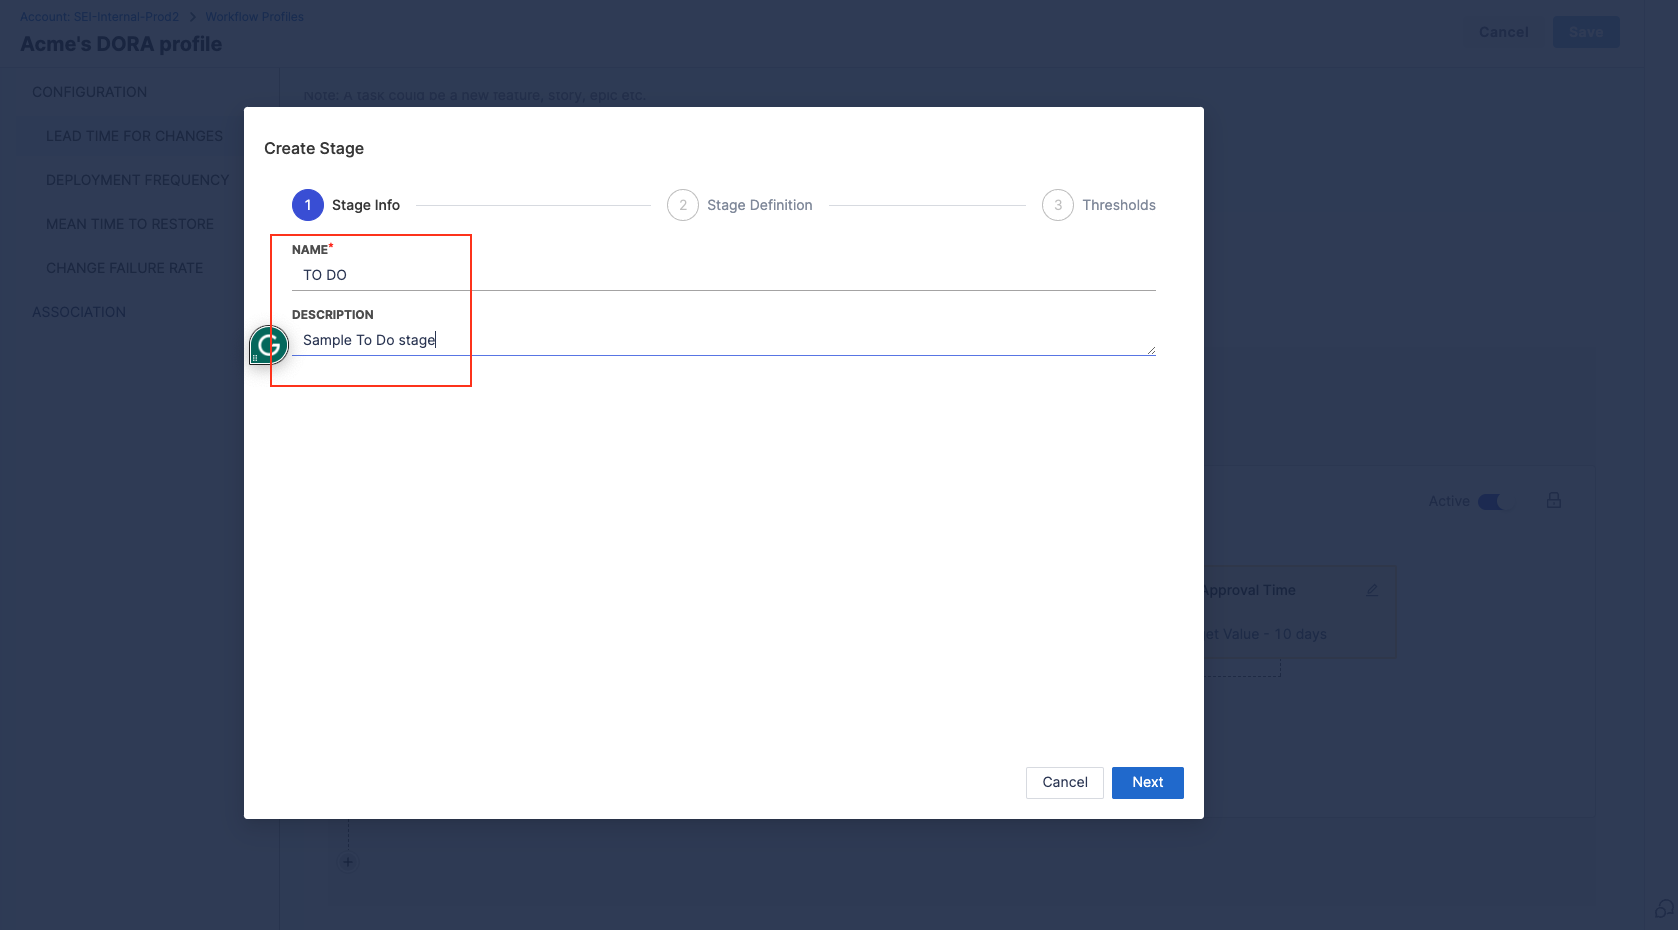 Account: SEI-Internal-Prod2 > Workflow Profiles
Acme's DORA profile
Cancel
Save
CONFIGURATION
LEAD TIME FOR CHANGES
DEPLOYMENT FREQUENCY
MEAN TIME TO RESTORE
CHANGE FAILURE RATE
ASSOCIATION
Note: A task could be a new feature, story, epic etc.
Create Stage
1 Stage Info
2 Stage Definition
3 Thresholds
NAME*
TO DO
DESCRIPTION
Sample To Do stage
Active
Approval Time
et Value - 10 days
Cancel
Next